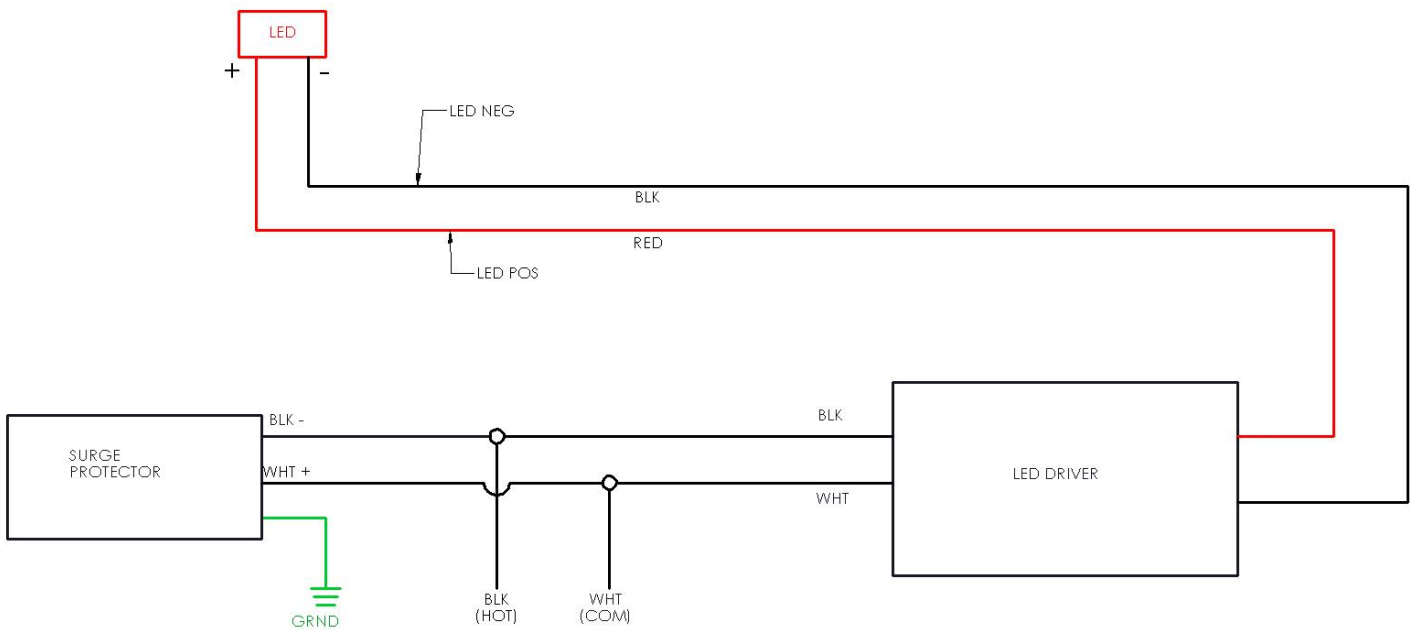 LED
+
-
LED NEG
BLK
RED
LED POS
BLK -
BLK
SURGE
PROTECTOR
WHT +
LED DRIVER
WHT
BLK
(HOT)
WHT
(COM)
GRND